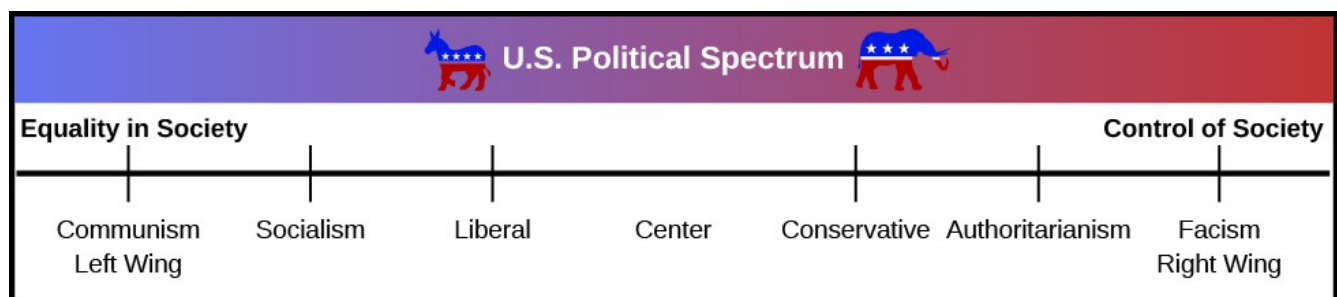 U.S. Political Spectrum
Equality in Society
Control of Society
Communism
Left Wing
Socialism
Liberal
Center
Conservative
Authoritarianism
Facism
Right Wing